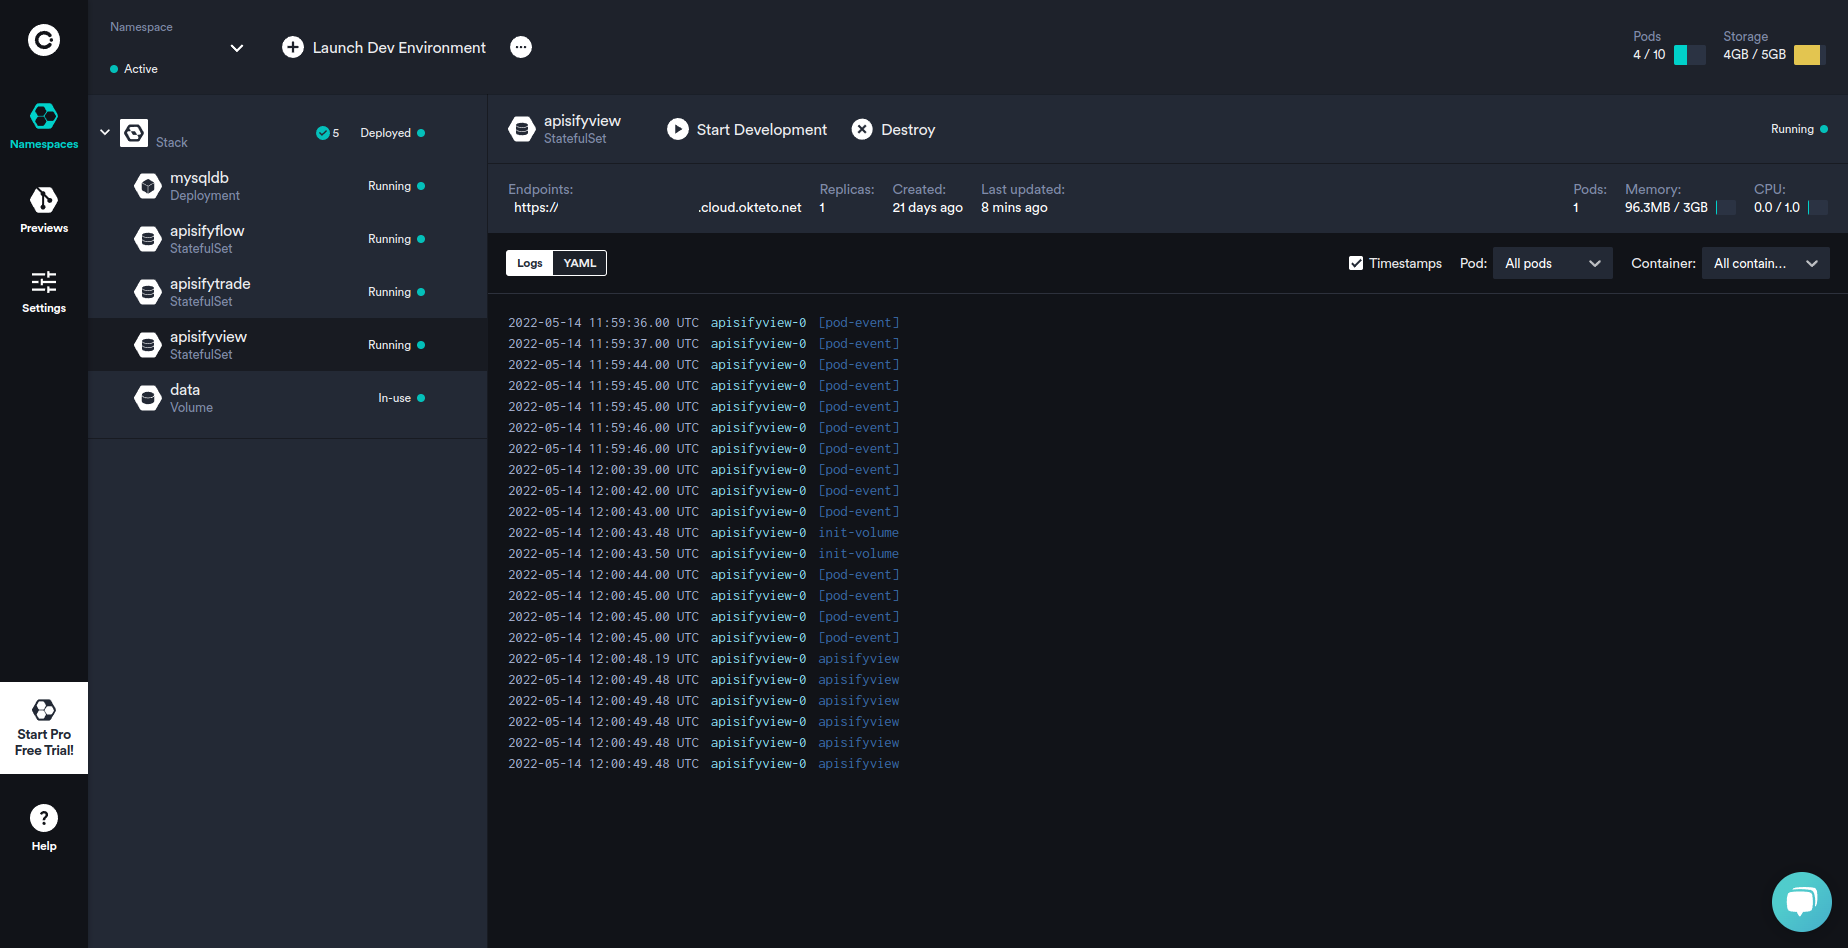 Namespace
Active
Launch Dev Environment
Pods
4 / 10
Storage
4GB / 5GB
Namespaces
Previews
Settings
Start Pro
Free Trial!
Help
Stack
5
Deployed
mysqldb
Deployment
Running
apisifyflow
StatefulSet
Running
apisifytrade
StatefulSet
Running
apisifyview
StatefulSet
Running
data
Volume
In-use
apisifyview
StatefulSet
Start Development
Destroy
Running
Endpoints:
https:// .cloud.okteto.net
Replicas:
1
Created:
21 days ago
Last updated:
8 mins ago
Pods:
1
Memory:
96.3MB / 3GB
CPU:
0.0 / 1.0
Logs YAML
Timestamps Pod: All pods Container: All contain...
2022-05-14 11:59:36.00 UTC apisifyview-0 [pod-event]
2022-05-14 11:59:37.00 UTC apisifyview-0 [pod-event]
2022-05-14 11:59:44.00 UTC apisifyview-0 [pod-event]
2022-05-14 11:59:45.00 UTC apisifyview-0 [pod-event]
2022-05-14 11:59:45.00 UTC apisifyview-0 [pod-event]
2022-05-14 11:59:46.00 UTC apisifyview-0 [pod-event]
2022-05-14 11:59:46.00 UTC apisifyview-0 [pod-event]
2022-05-14 12:00:39.00 UTC apisifyview-0 [pod-event]
2022-05-14 12:00:42.00 UTC apisifyview-0 [pod-event]
2022-05-14 12:00:43.00 UTC apisifyview-0 [pod-event]
2022-05-14 12:00:43.48 UTC apisifyview-0 init-volume
2022-05-14 12:00:43.50 UTC apisifyview-0 init-volume
2022-05-14 12:00:44.00 UTC apisifyview-0 [pod-event]
2022-05-14 12:00:45.00 UTC apisifyview-0 [pod-event]
2022-05-14 12:00:45.00 UTC apisifyview-0 [pod-event]
2022-05-14 12:00:45.00 UTC apisifyview-0 [pod-event]
2022-05-14 12:00:48.19 UTC apisifyview-0 apisifyview
2022-05-14 12:00:49.48 UTC apisifyview-0 apisifyview
2022-05-14 12:00:49.48 UTC apisifyview-0 apisifyview
2022-05-14 12:00:49.48 UTC apisifyview-0 apisifyview
2022-05-14 12:00:49.48 UTC apisifyview-0 apisifyview
2022-05-14 12:00:49.48 UTC apisifyview-0 apisifyview